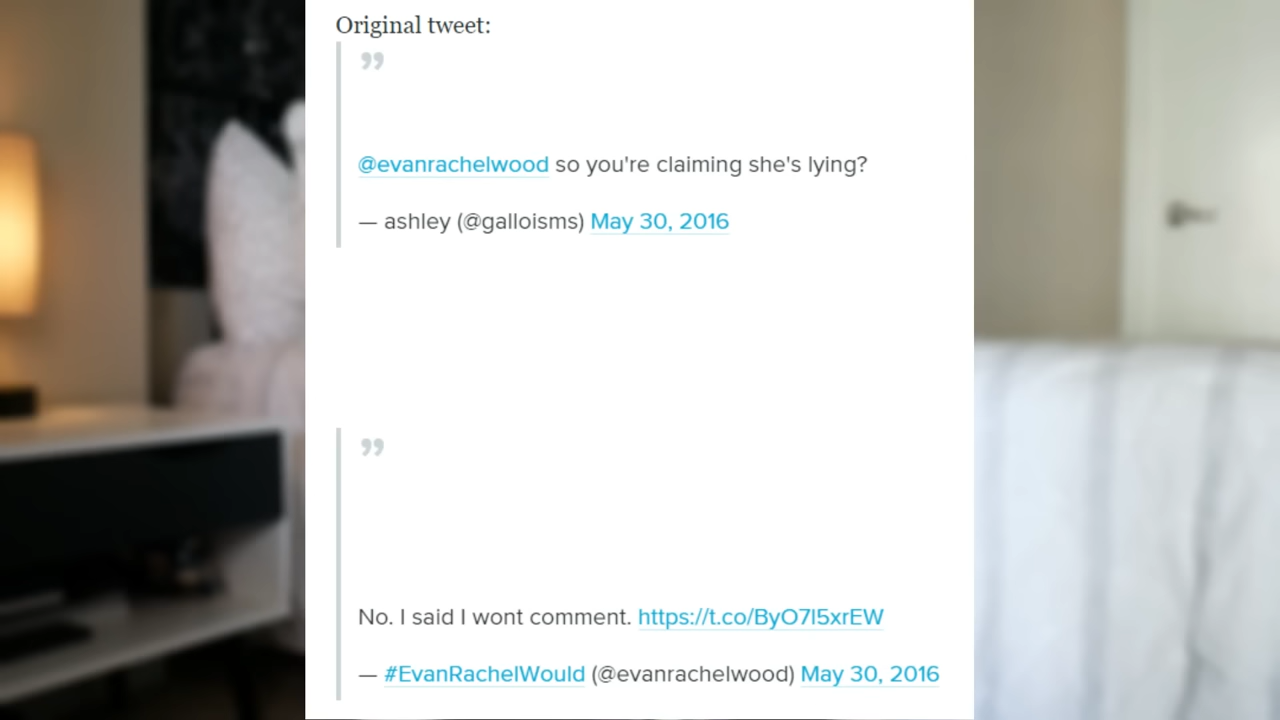 Original tweet:
”
@evanrachelwood so you're claiming she's lying?
— ashley (@galloisms) May 30, 2016
”
No. I said I wont comment. https://t.co/ByO7l5xrEW
— #EvanRachelWould (@evanrachelwood) May 30, 2016